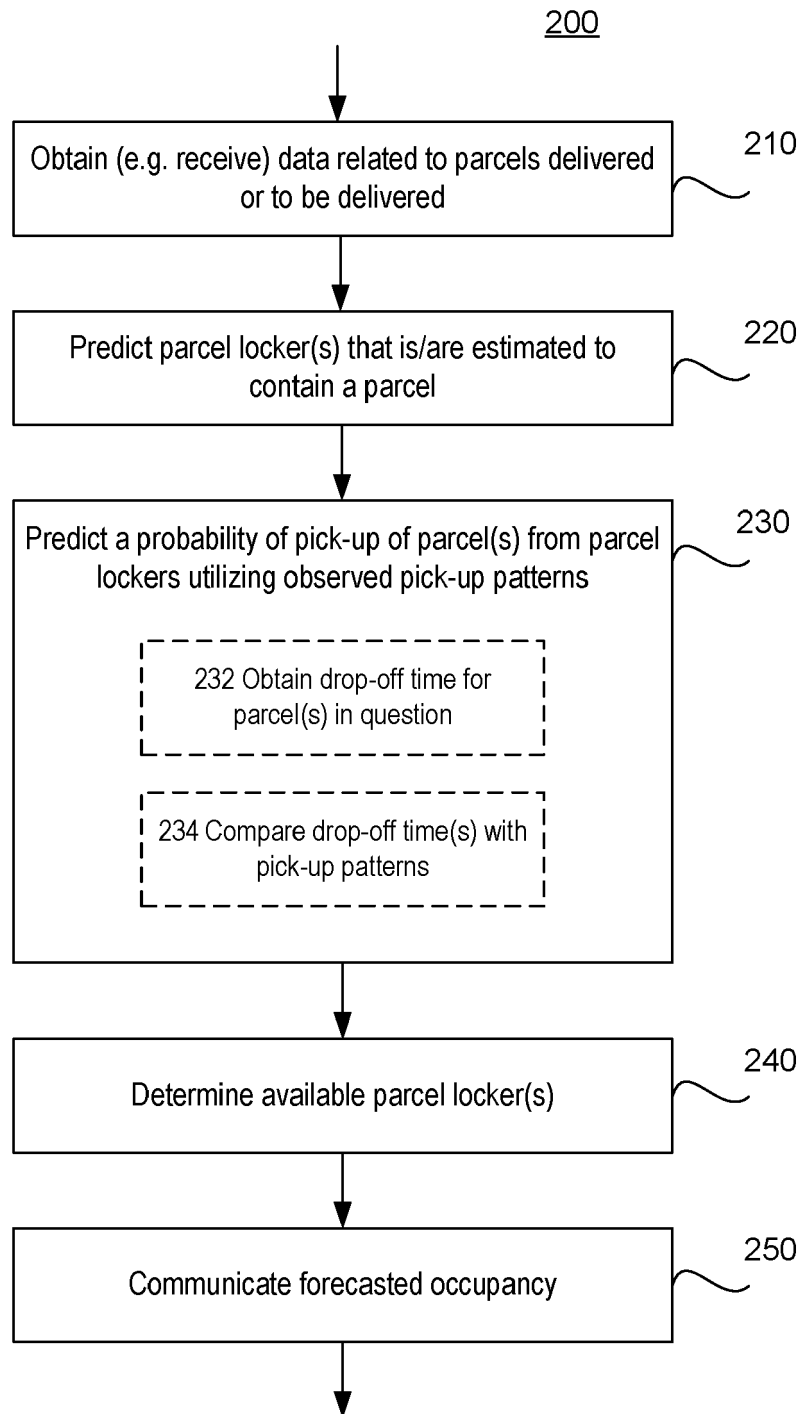 200
Obtain (e.g. receive) data related to parcels delivered
or to be delivered
210
Predict parcel locker(s) that is/are estimated to
contain a parcel
220
Predict a probability of pick-up of parcel(s) from parcel
lockers utilizing observed pick-up patterns
230
232 Obtain drop-off time for
parcel(s) in question
234 Compare drop-off time(s) with
pick-up patterns
Determine available parcel locker(s)
240
Communicate forecasted occupancy
250